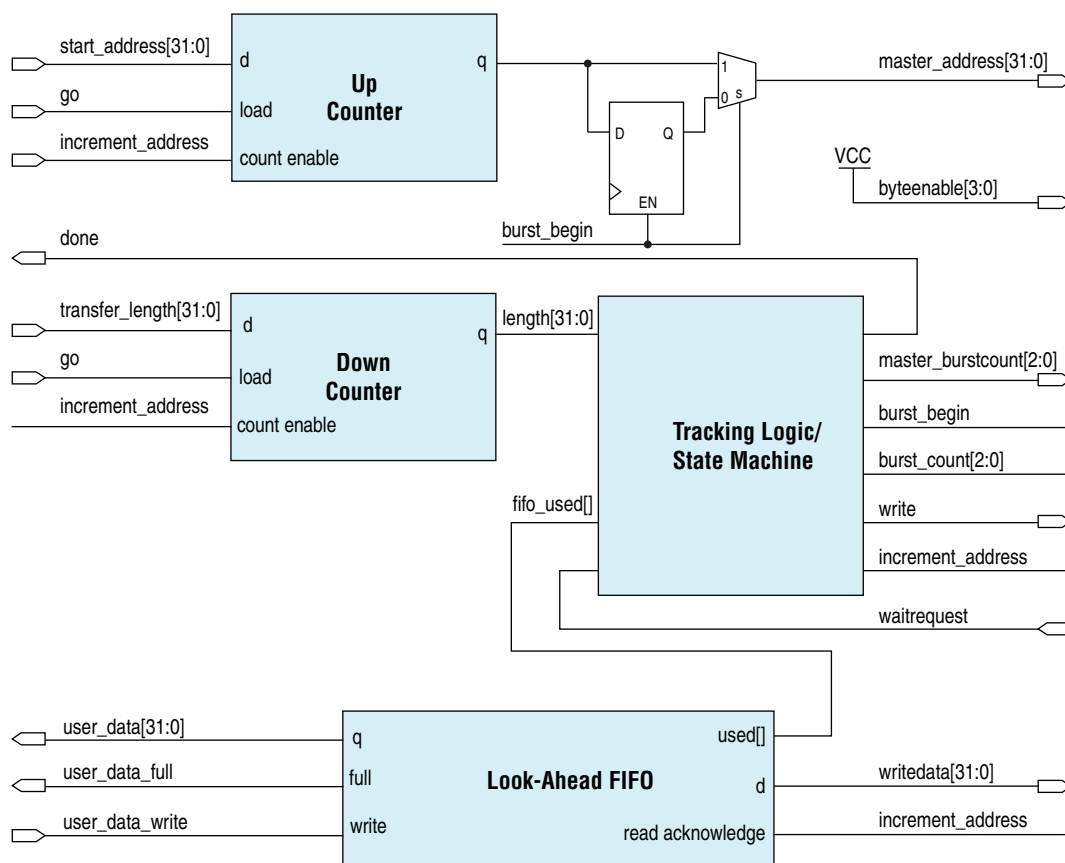 start_address[31:0]
go
increment_address
d
load
count enable
Up
Counter
q
1
0
s
D
Q
EN
burst_begin
master_address[31:0]
VCC
byteenable[3:0]
done
transfer_length[31:0]
go
increment_address
d
load
count enable
Down
Counter
q
length[31:0]
fifo_used[]
Tracking Logic/
State Machine
master_burstcount[2:0]
burst_begin
burst_count[2:0]
write
increment_address
waitrequest
user_data[31:0]
user_data_full
user_data_write
q
full
write
Look-Ahead FIFO
used[]
d
read acknowledge
writedata[31:0]
increment_address